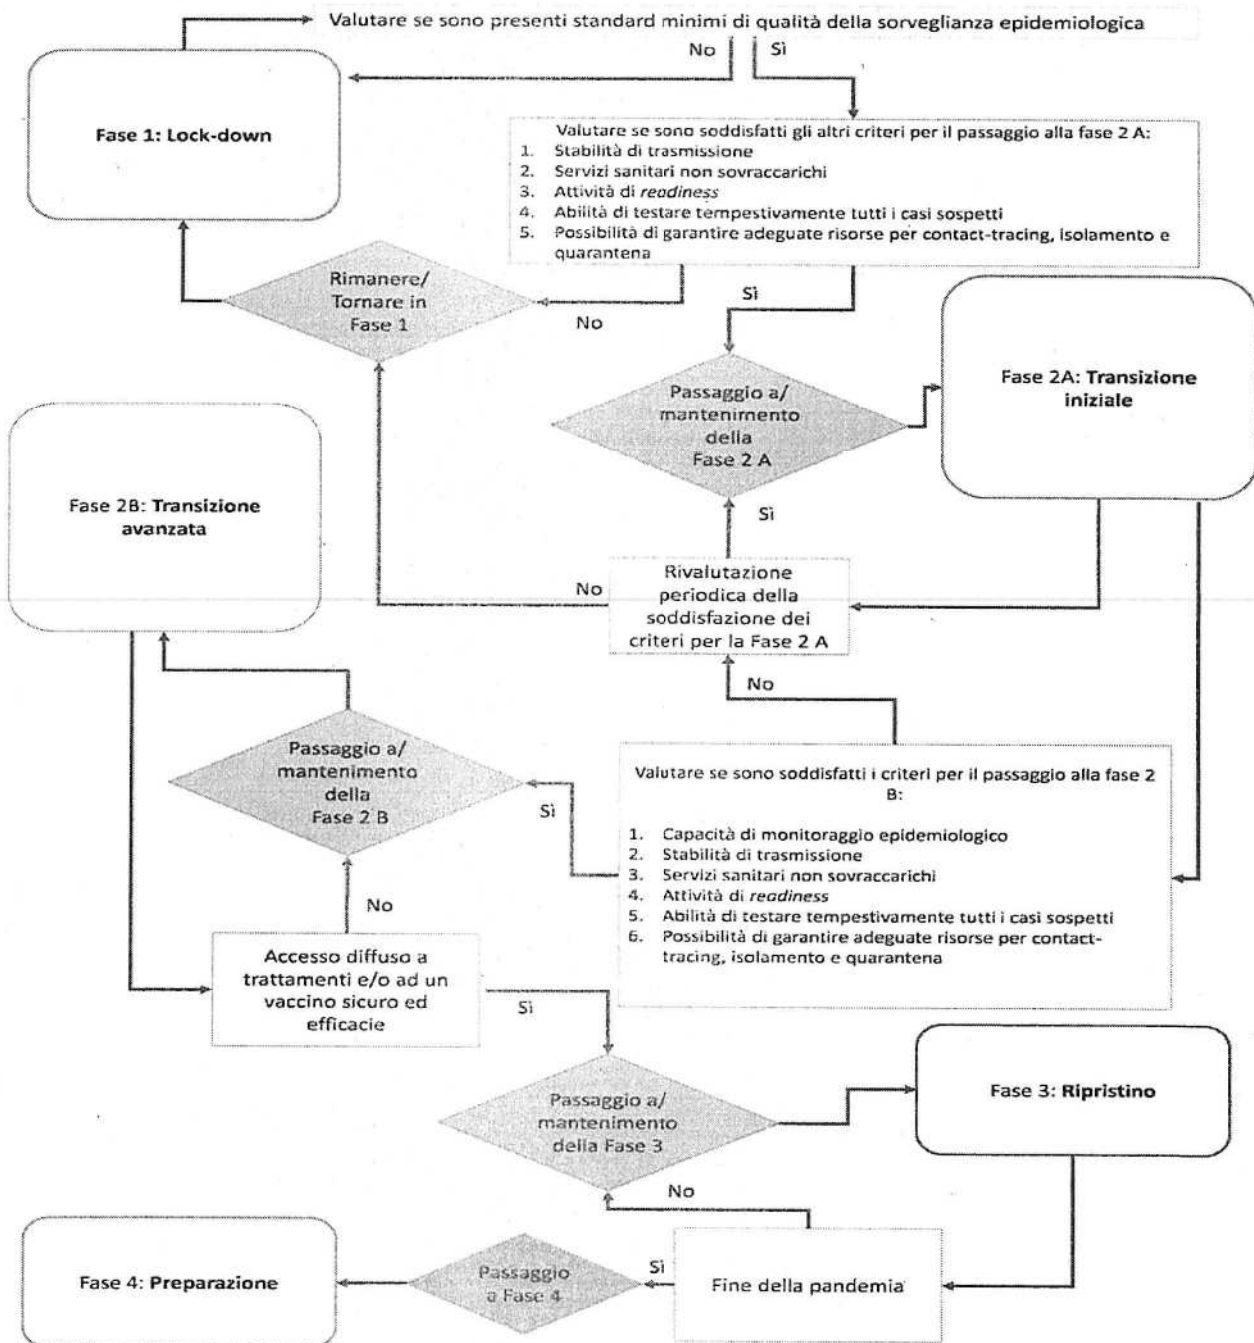 Valutare se sono presenti standard minimi di qualità della sorveglianza epidemiologica
No
Sì
Fase 1: Lock-down
Valutare se sono soddisfatti gli altri criteri per il passaggio alla fase 2 A:
1. Stabilità di trasmissione
2. Servizi sanitari non sovraccarichi
3. Attività di readiness
4. Abilità di testare tempestivamente tutti i casi sospetti
5. Possibilità di garantire adeguate risorse per contact-tracing, isolamento e
quarantena
Rimanere/
Tornare in
Fase 1
No
Sì
Passaggio a/
mantenimento
della
Fase 2 A
Fase 2A: Transizione
iniziale
Fase 2B: Transizione
avanzata
Sì
No
Rivalutazione
periodica della
soddisfazione dei
criteri per la Fase 2 A
No
Passaggio a/
mantenimento
della
Fase 2 B
Sì
Valutare se sono soddisfatti i criteri per il passaggio alla fase 2
B:
1. Capacità di monitoraggio epidemiologico
2. Stabilità di trasmissione
3. Servizi sanitari non sovraccarichi
4. Attività di readiness
5. Abilità di testare tempestivamente tutti i casi sospetti
6. Possibilità di garantire adeguate risorse per contact-
tracing, isolamento e quarantena
No
Accesso diffuso a
trattamenti e/o ad un
vaccino sicuro ed
efficacie
Sì
Passaggio a/
mantenimento
della Fase 3
Fase 3: Ripristino
No
Fase 4: Preparazione
Passaggio
a Fase 4
Sì
Fine della pandemia